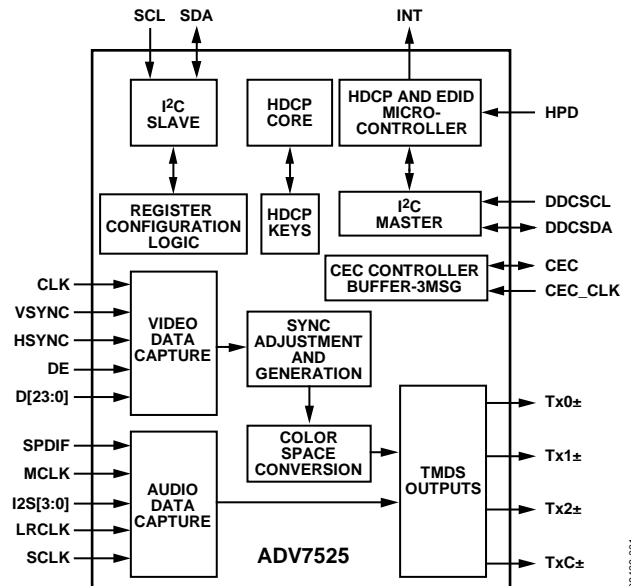 SCL SDA INT
I2C
SLAVE
HDCP
CORE
HDCP AND EDID
MICRO-
CONTROLLER
HPD
REGISTER
CONFIGURATION
LOGIC
HDCP
KEYS
I2C
MASTER
DDCSCL
DDCSDA
CEC CONTROLLER
BUFFER-3MSG
CEC
CEC_CLK
CLK
VSYNC
HSYNC
DE
D[23:0]
VIDEO
DATA
CAPTURE
SYNC
ADJUSTMENT
AND
GENERATION
COLOR
SPACE
CONVERSION
TMDS
OUTPUTS
Tx0±
Tx1±
Tx2±
TxC±
SPDIF
MCLK
I2S[3:0]
LRCLK
SCLK
AUDIO
DATA
CAPTURE
ADV7525